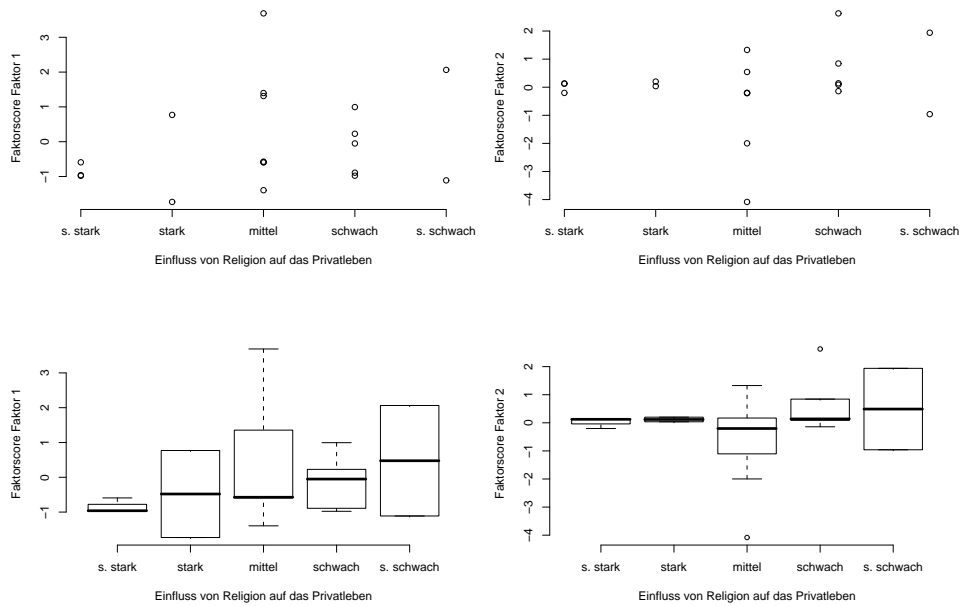 Faktorscore Faktor 1
3
2
1
0
−1
s. stark stark mittel schwach s. schwach
Einfluss von Religion auf das Privatleben
Faktorscore Faktor 2
2
1
0
−1
−2
−3
−4
s. stark stark mittel schwach s. schwach
Einfluss von Religion auf das Privatleben
Faktorscore Faktor 1
3
2
1
0
−1
s. stark stark mittel schwach s. schwach
Einfluss von Religion auf das Privatleben
Faktorscore Faktor 2
2
1
0
−1
−2
−3
−4
s. stark stark mittel schwach s. schwach
Einfluss von Religion auf das Privatleben